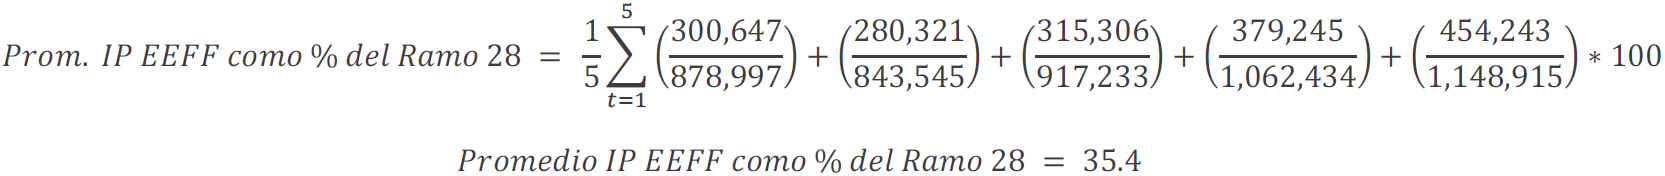 Prom. IP EEFF como % del Ramo 28 = 1/5 ∑_{t=1}^{5} (300,647/878,997) + (280,321/843,545) + (315,306/917,233) + (379,245/1,062,434) + (454,243/1,148,915) * 100
Promedio IP EEFF como % del Ramo 28 = 35.4